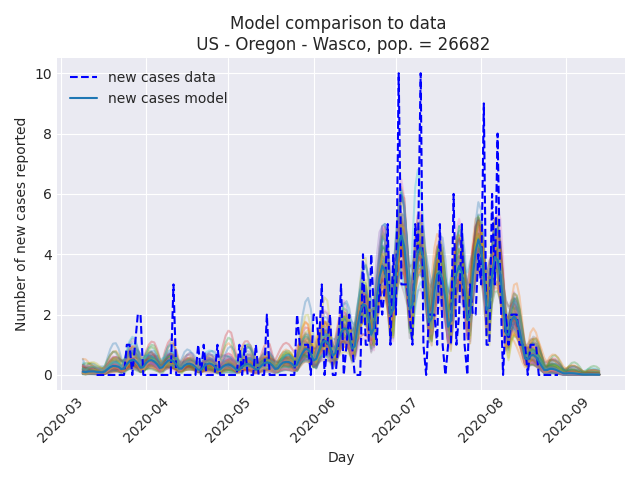 Model comparison to data
US - Oregon - Wasco, pop. = 26682
new cases data
new cases model
Number of new cases reported
10
8
6
4
2
0
2020-03
2020-04
2020-05
2020-06
2020-07
2020-08
2020-09
Day